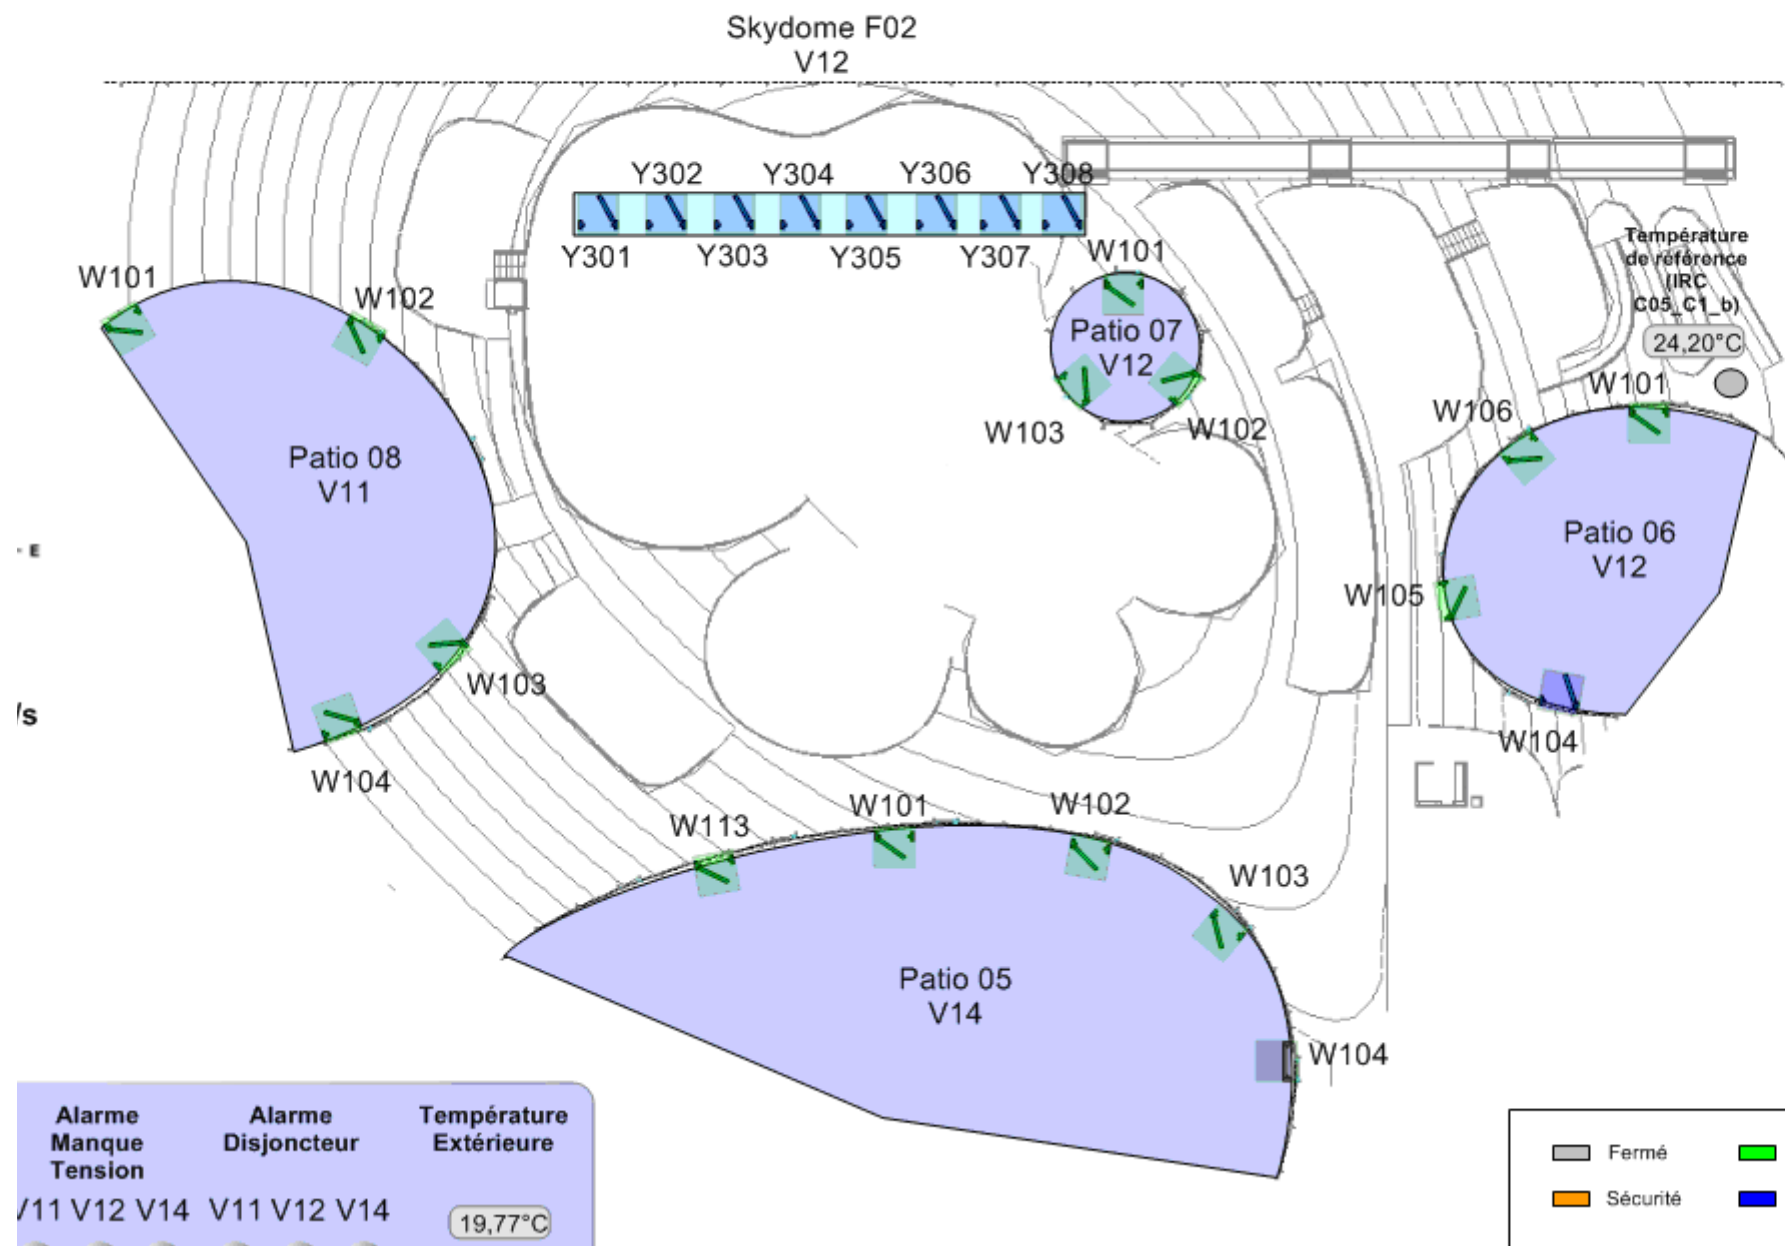 Skydome F02
V12
Y302
Y304
Y306
Y308
Y301
Y303
Y305
Y307
W101
W101
W102
Température
de référence
(IRC
C05_C1_b)
24,20°C
Patio 07
V12
W103
W102
W101
W106
Patio 08
V11
Patio 06
V12
E
W105
W103
/s
W104
W104
W101
W102
W113
W103
Patio 05
V14
W104
Alarme
Manque
Tension
Alarme
Disjoncteur
Température
Extérieure
V11 V12 V14
V11 V12 V14
19,77°C
Fermé
Sécurité